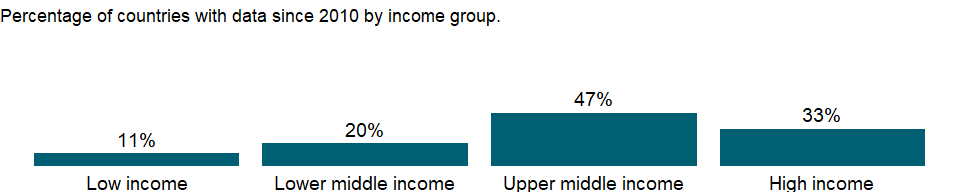 Percentage of countries with data since 2010 by income group.
47%
33%
20%
11%
Low income Lower middle income Upper middle income High income